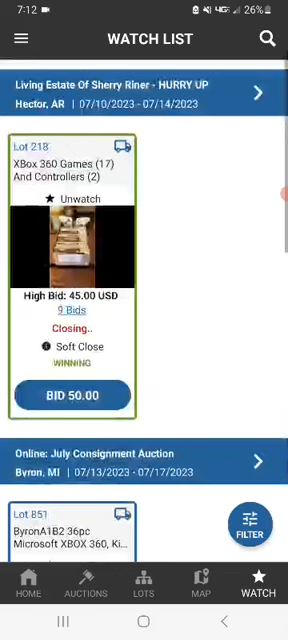 7:12
26%
WATCH LIST
Living Estate Of Sherry Riner - HURRY UP
Hector, AR | 07/10/2023 - 07/14/2023
Lot 218
XBox 360 Games (17)
And Controllers (2)
Unwatch
High Bid: 45.00 USD
9 Bids
Closing..
Soft Close
WINNING
BID 50.00
Online: July Consignment Auction
Byron, MI | 07/13/2023 - 07/17/2023
Lot 851
ByronA1B2 36pc
Microsoft XBOX 360, Ki...
FILTER
HOME
AUCTIONS
LOTS
MAP
WATCH